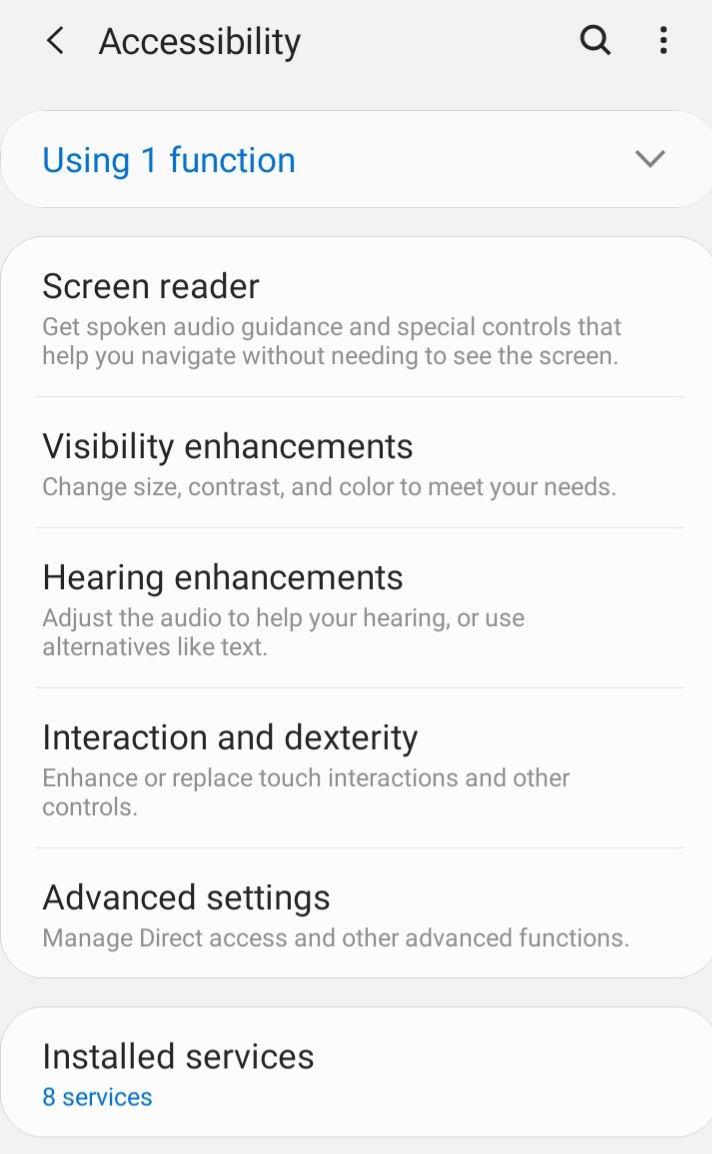 Accessibility
Using 1 function
Screen reader
Get spoken audio guidance and special controls that
help you navigate without needing to see the screen.
Visibility enhancements
Change size, contrast, and color to meet your needs.
Hearing enhancements
Adjust the audio to help your hearing, or use
alternatives like text.
Interaction and dexterity
Enhance or replace touch interactions and other
controls.
Advanced settings
Manage Direct access and other advanced functions.
Installed services
8 services